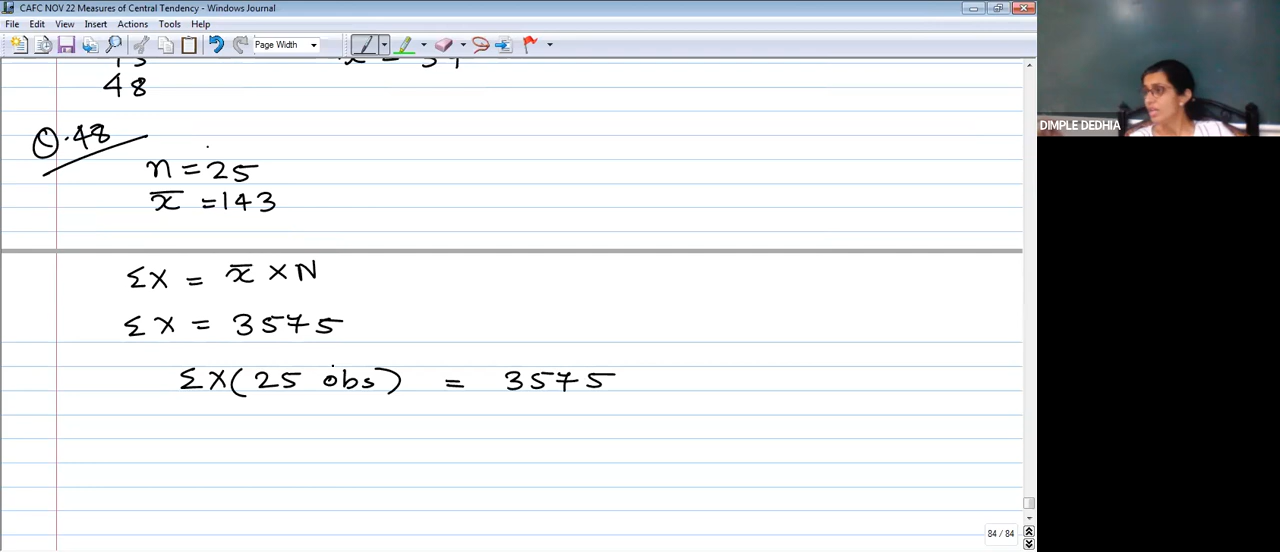 CAFC NOV 22 Measures of Central Tendency - Windows Journal
File Edit View Insert Actions Tools Help
Page Width
48
Q.48
n = 25
x̅ = 143
Σx = x̅ × N
Σx = 3575
Σx(25 obs) = 3575
84 / 84
DIMPLE DEDHIA